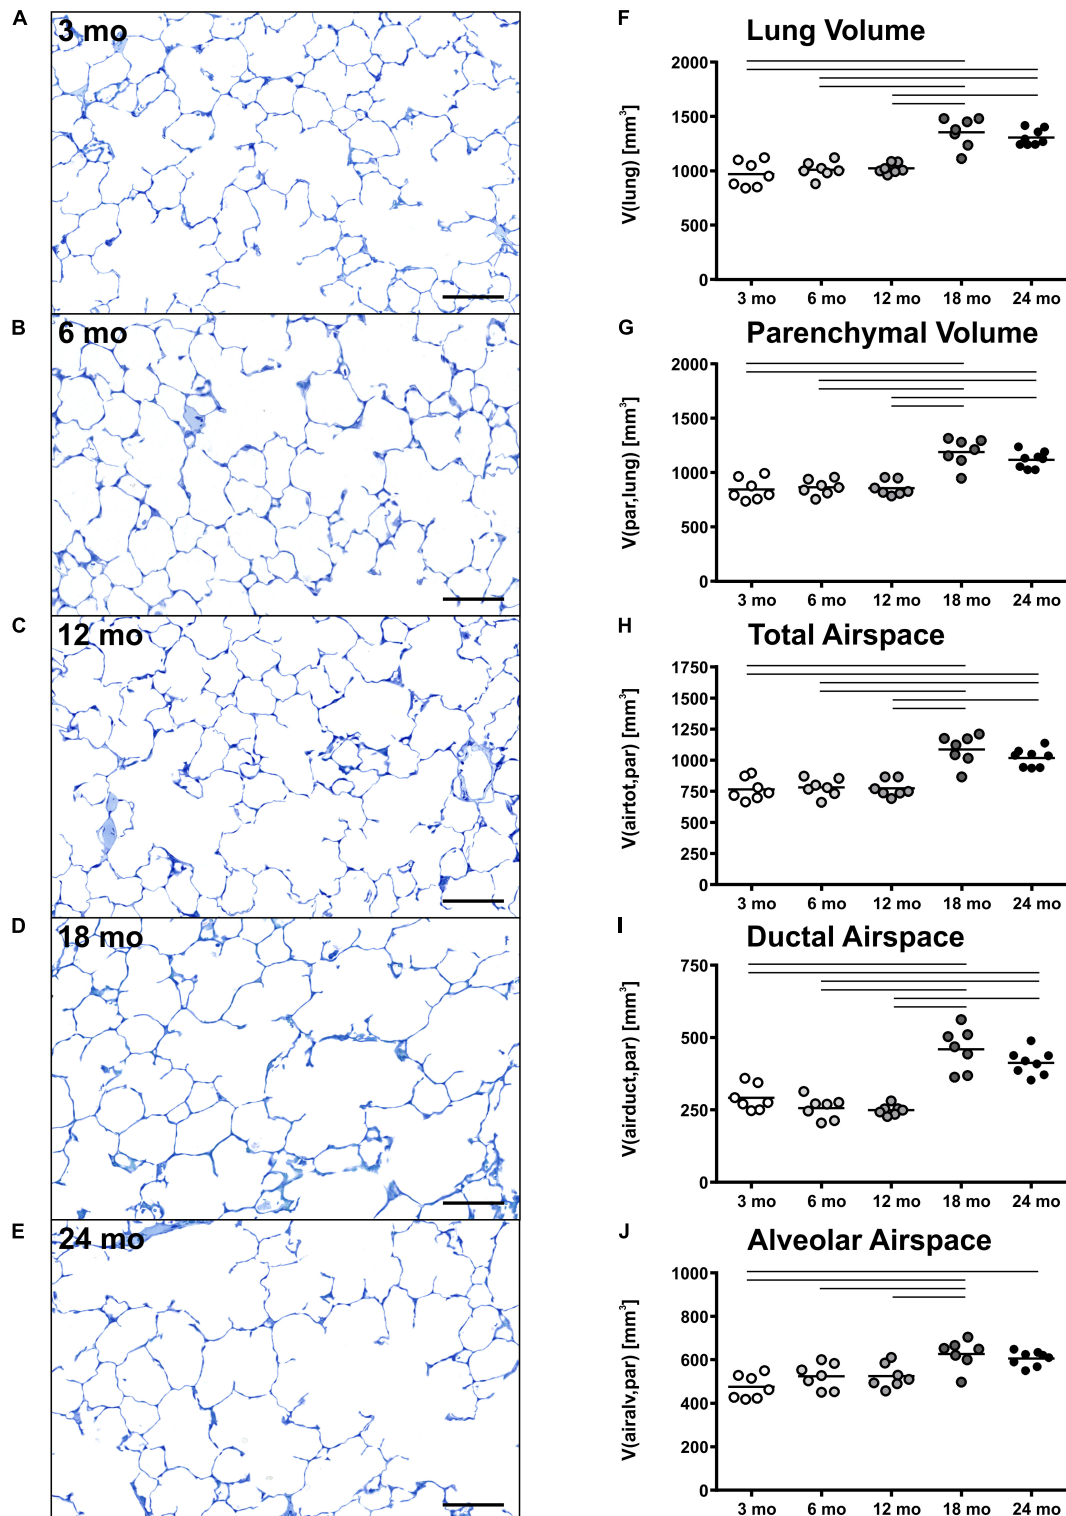 A
3 mo
B
6 mo
C
12 mo
D
18 mo
E
24 mo
F
Lung Volume
V(lung) [mm³]
2000
1500
1000
500
0
3 mo 6 mo 12 mo 18 mo 24 mo
G
Parenchymal Volume
V(par,lung) [mm³]
2000
1500
1000
500
0
3 mo 6 mo 12 mo 18 mo 24 mo
H
Total Airspace
V(airtot,par) [mm³]
1750
1500
1250
1000
750
500
250
0
3 mo 6 mo 12 mo 18 mo 24 mo
I
Ductal Airspace
V(airduct,par) [mm³]
750
500
250
0
3 mo 6 mo 12 mo 18 mo 24 mo
J
Alveolar Airspace
V(airalv,par) [mm³]
1000
800
600
400
200
0
3 mo 6 mo 12 mo 18 mo 24 mo